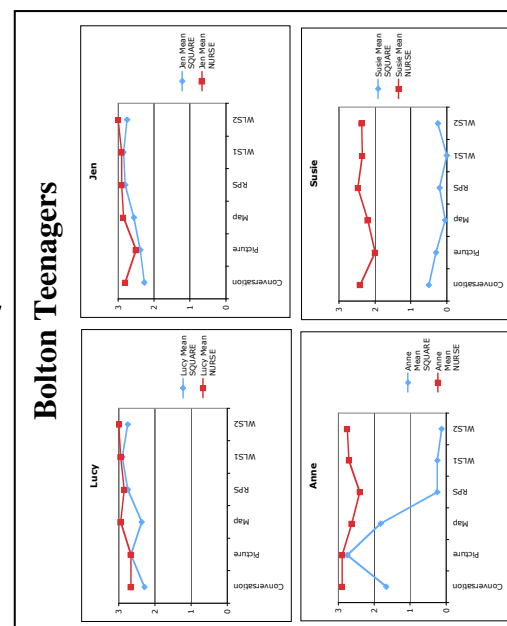 Bolton Teenagers
Lucy
3
2
1
0
Conversation
Picture
Map
RPS
WLS1
WLS2
Lucy Mean
SQUARE
Lucy Mean
NURSE
Jen
3
2
1
0
Conversation
Picture
Map
RPS
WLS1
WLS2
Jen Mean
SQUARE
Jen Mean
NURSE
Anne
3
2
1
0
Conversation
Picture
Map
RPS
WLS1
WLS2
Anne
Mean
SQUARE
Anne
Mean
NURSE
Susie
3
2
1
0
Conversation
Picture
Map
RPS
WLS1
WLS2
Susie Mean
SQUARE
Susie Mean
NURSE